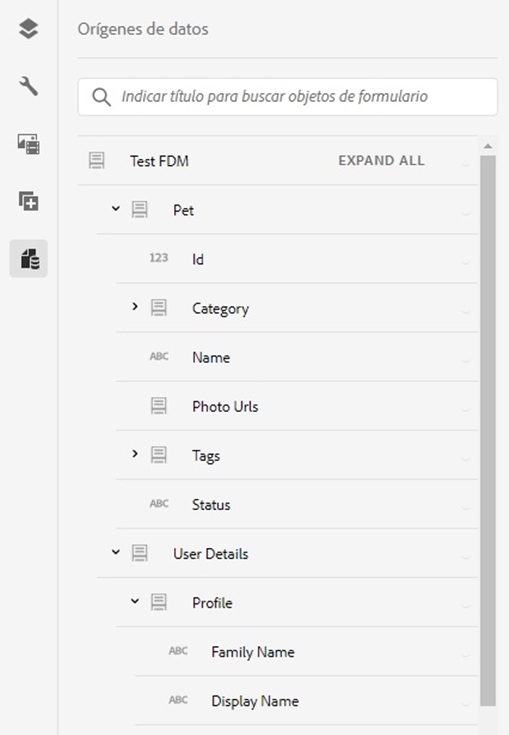 Orígenes de datos
Indicar título para buscar objetos de formulario
Test FDM EXPAND ALL
Pet
123 Id
Category
ABC Name
Photo Urls
Tags
ABC Status
User Details
Profile
ABC Family Name
ABC Display Name